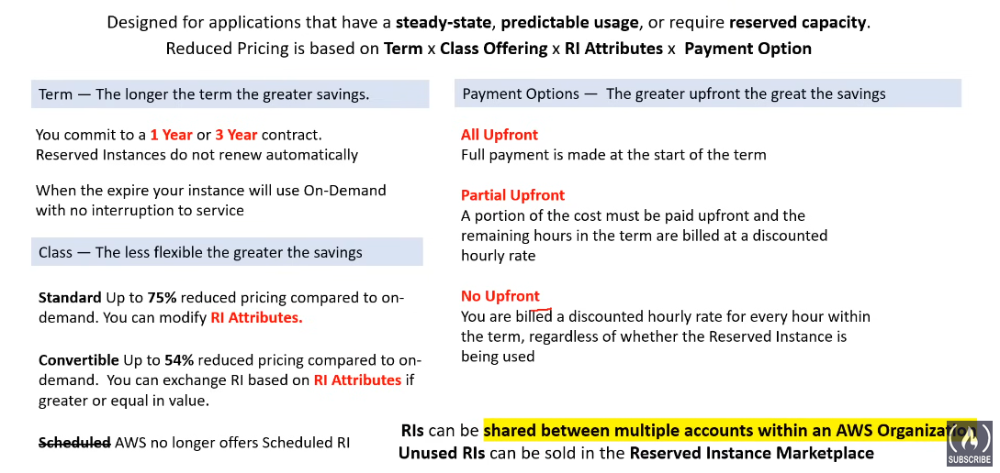 Designed for applications that have a steady-state, predictable usage, or require reserved capacity.
Reduced Pricing is based on Term x Class Offering x RI Attributes x Payment Option
Term — The longer the term the greater savings.
You commit to a 1 Year or 3 Year contract.
Reserved Instances do not renew automatically
When the expire your instance will use On-Demand
with no interruption to service
Class — The less flexible the greater the savings
Standard Up to 75% reduced pricing compared to on-
demand. You can modify RI Attributes.
Convertible Up to 54% reduced pricing compared to on-
demand. You can exchange RI based on RI Attributes if
greater or equal in value.
Scheduled AWS no longer offers Scheduled RI
Payment Options — The greater upfront the great the savings
All Upfront
Full payment is made at the start of the term
Partial Upfront
A portion of the cost must be paid upfront and the
remaining hours in the term are billed at a discounted
hourly rate
No Upfront
You are billed a discounted hourly rate for every hour within
the term, regardless of whether the Reserved Instance is
being used
RIs can be shared between multiple accounts within an AWS Organization
Unused RIs can be sold in the Reserved Instance Marketplace
SUBSCRIBE